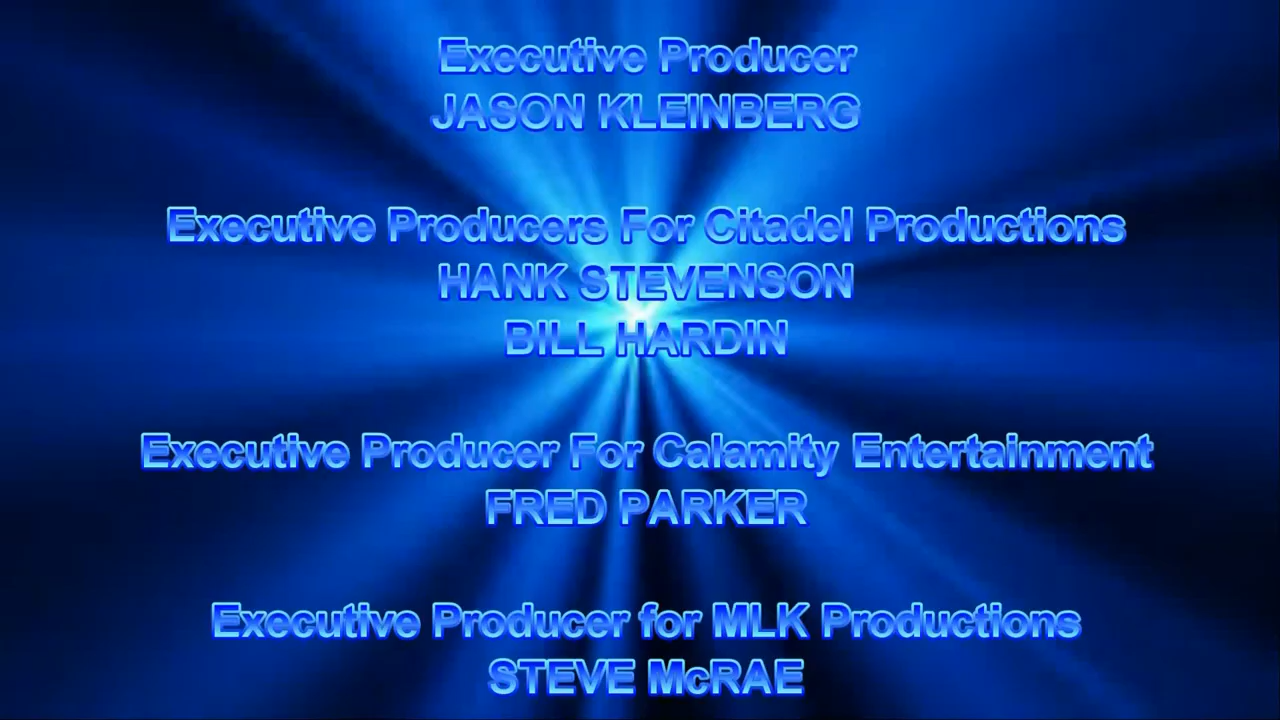 Executive Producer
JASON KLEINBERG
Executive Producers For Citadel Productions
HANK STEVENSON
BILL HARDIN
Executive Producer For Calamity Entertainment
FRED PARKER
Executive Producer for MLK Productions
STEVE McRAE